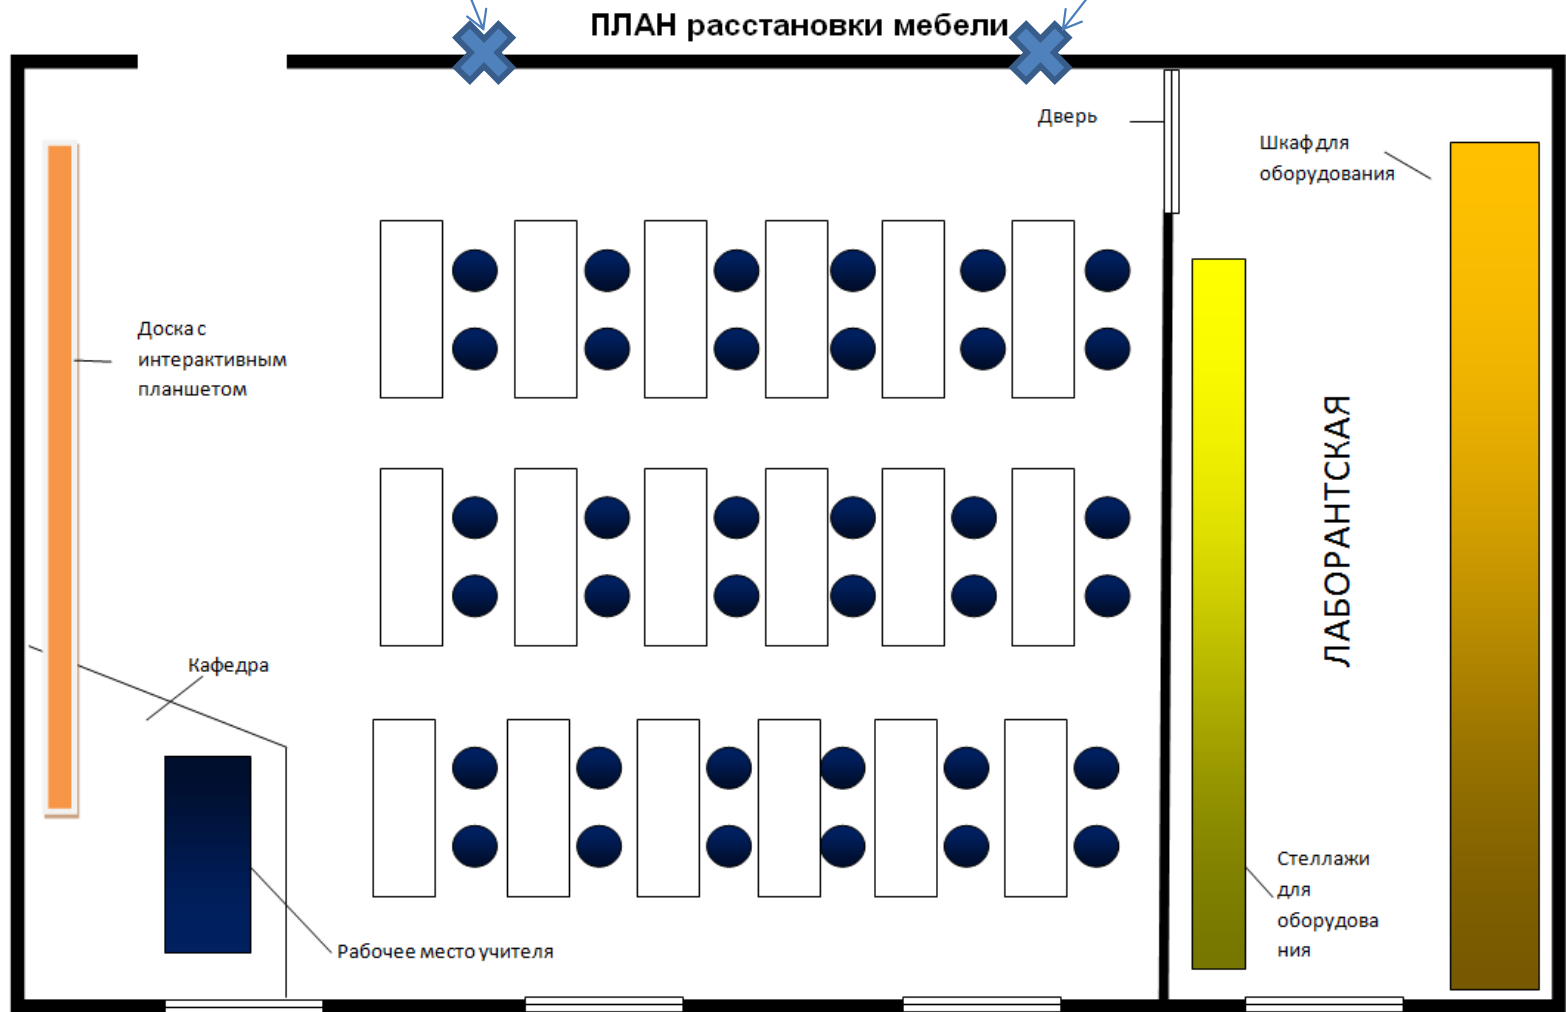 ПЛАН расстановки мебели
Дверь
Шкаф для
оборудования
Доска с
интерактивным
планшетом
ЛАБОРАНТСКАЯ
Кафедра
Рабочее место учителя
Стеллажи
для
оборудова
ния